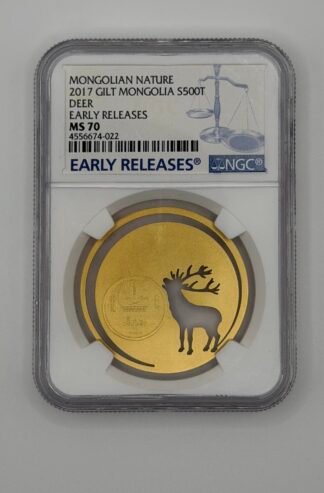 MONGOLIAN NATURE
2017 GILT MONGOLIA S500T
DEER
EARLY RELEASES
MS 70
4556674-022
EARLY RELEASES® NGC®